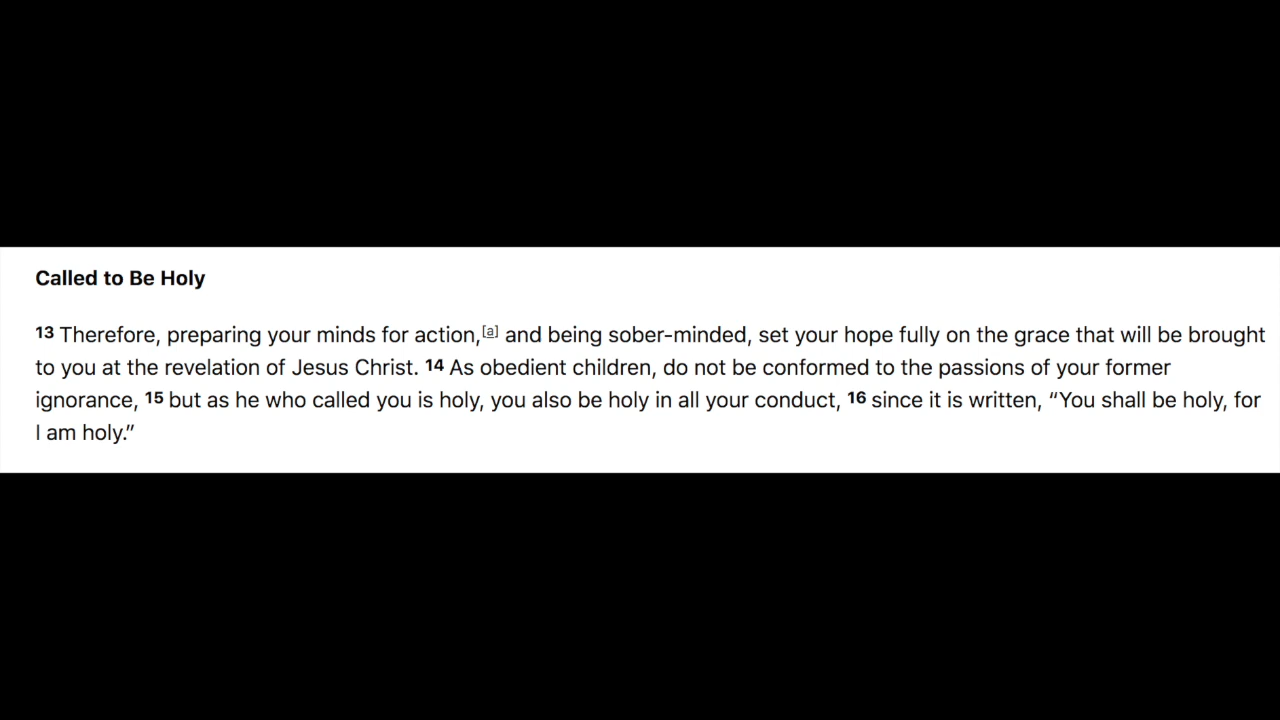 Called to Be Holy
13 Therefore, preparing your minds for action,[a] and being sober-minded, set your hope fully on the grace that will be brought
to you at the revelation of Jesus Christ. 14 As obedient children, do not be conformed to the passions of your former
ignorance, 15 but as he who called you is holy, you also be holy in all your conduct, 16 since it is written, “You shall be holy, for
I am holy.”